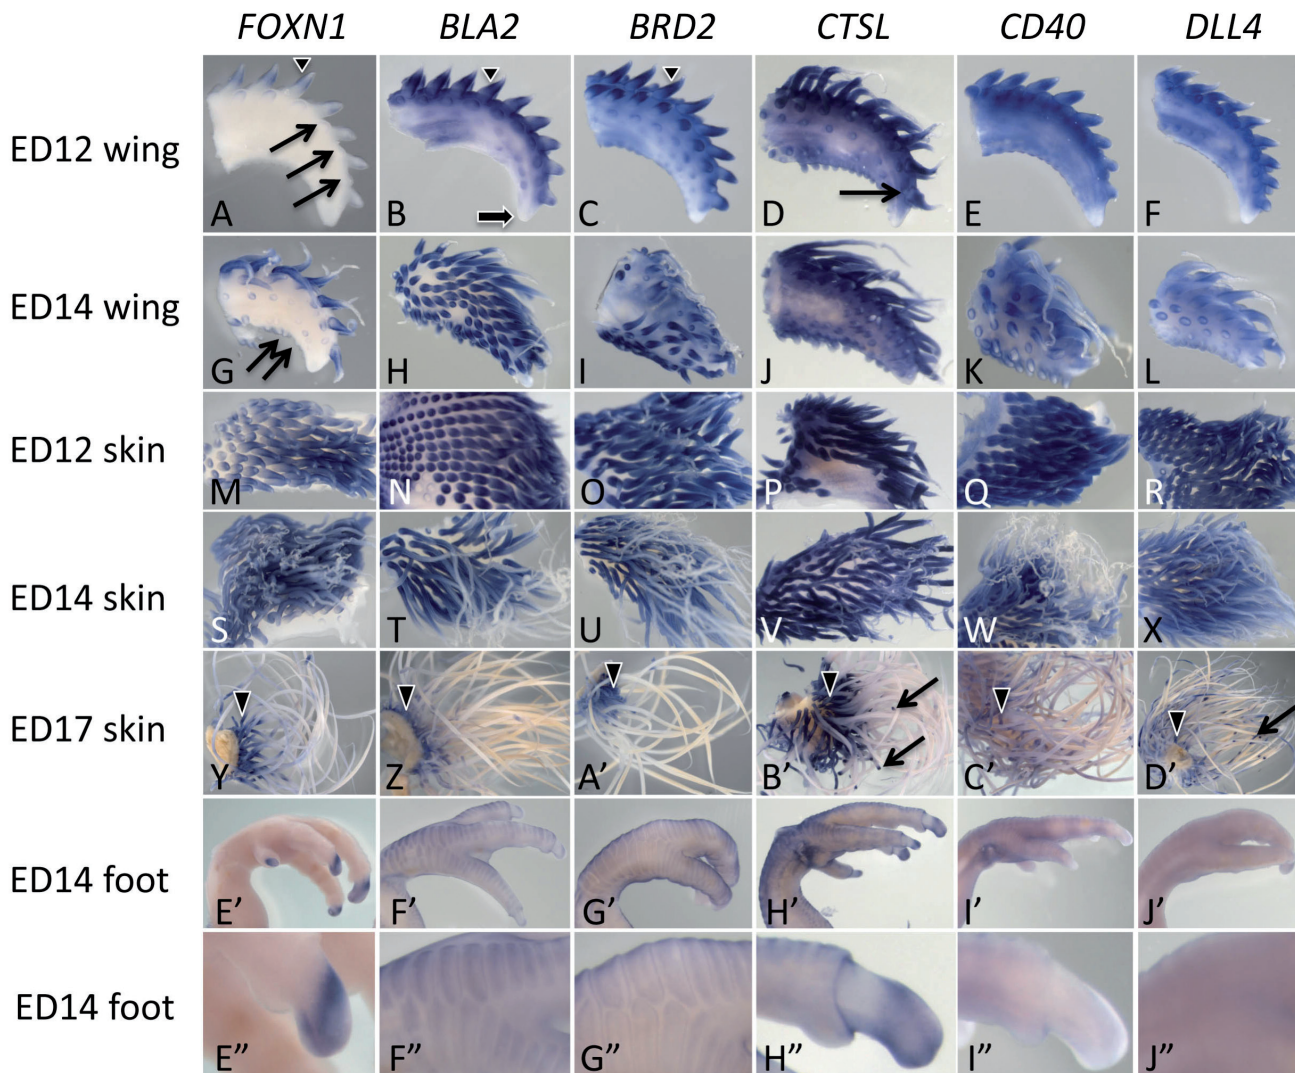 FOXN1 BLA2 BRD2 CTSL CD40 DLL4
ED12 wing A B C D E F
ED14 wing G H I J K L
ED12 skin M N O P Q R
ED14 skin S T U V W X
ED17 skin Y Z A’ B’ C’ D’
ED14 foot E’ F’ G’ H’ I’ J’
ED14 foot E” F” G” H” I” J”